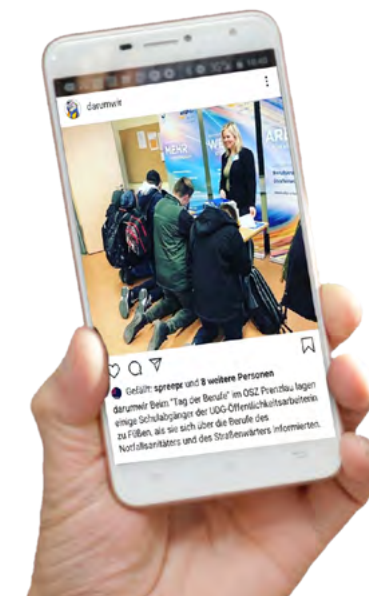 darumwir
MEHR
Gefällt: spreepr und 8 weitere Personen
darumwir Beim "Tag der Berufe" im OSZ Prenzlau lagen
einige Schulabgänger der UDG-Öffentlichkeitsarbeiterin
zu Füßen, als sie sich über die Berufe des
Notfallsanitäters und des Straßenwärters informierten.